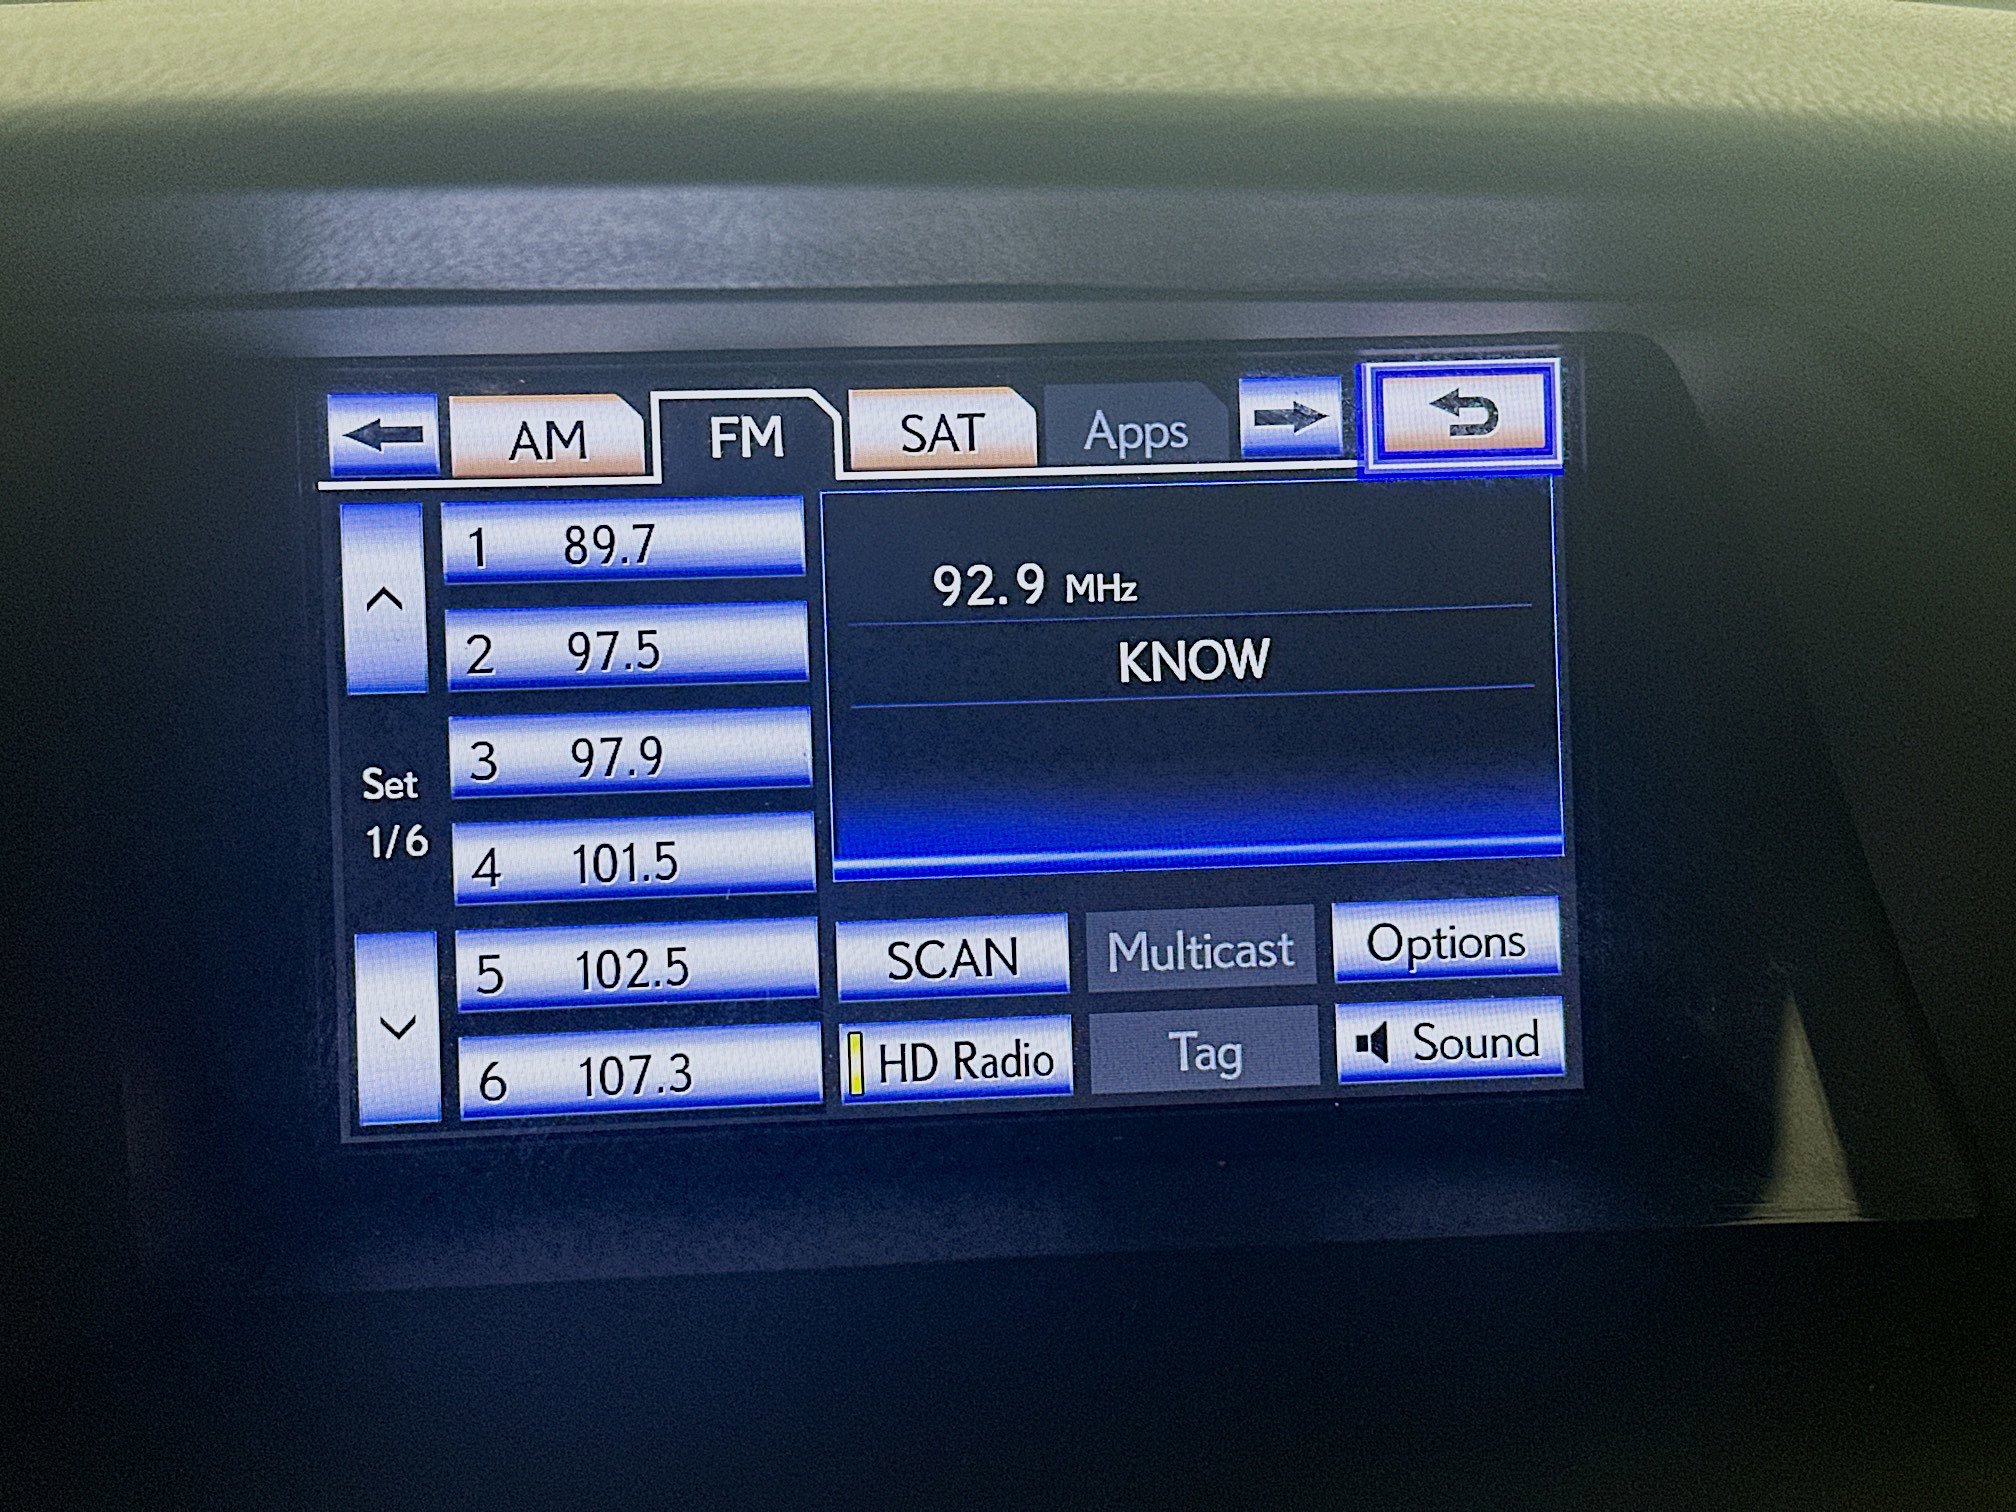 AM FM SAT Apps
1 89.7
2 97.5
3 97.9
4 101.5
5 102.5
6 107.3
Set
1/6
92.9 MHz
KNOW
SCAN Multicast Options
HD Radio Tag Sound